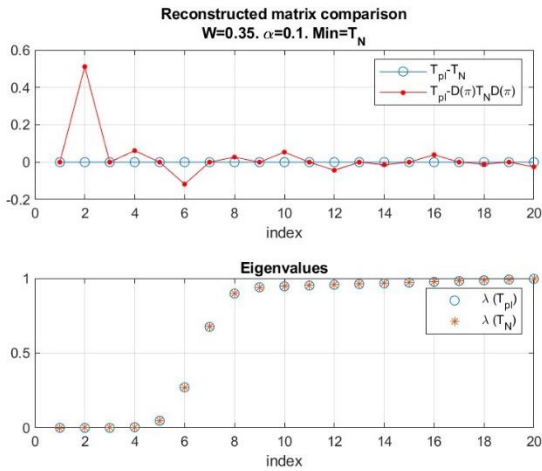 Reconstructed matrix comparison
W=0.35. α=0.1. Min=T_N
0.6
0.4
0.2
0
-0.2
T_pl-T_N
T_pl-D(π)T_ND(π)
0 2 4 6 8 10 12 14 16 18 20
index
Eigenvalues
1
0.5
0
λ (T_pl)
λ (T_N)
0 2 4 6 8 10 12 14 16 18 20
index